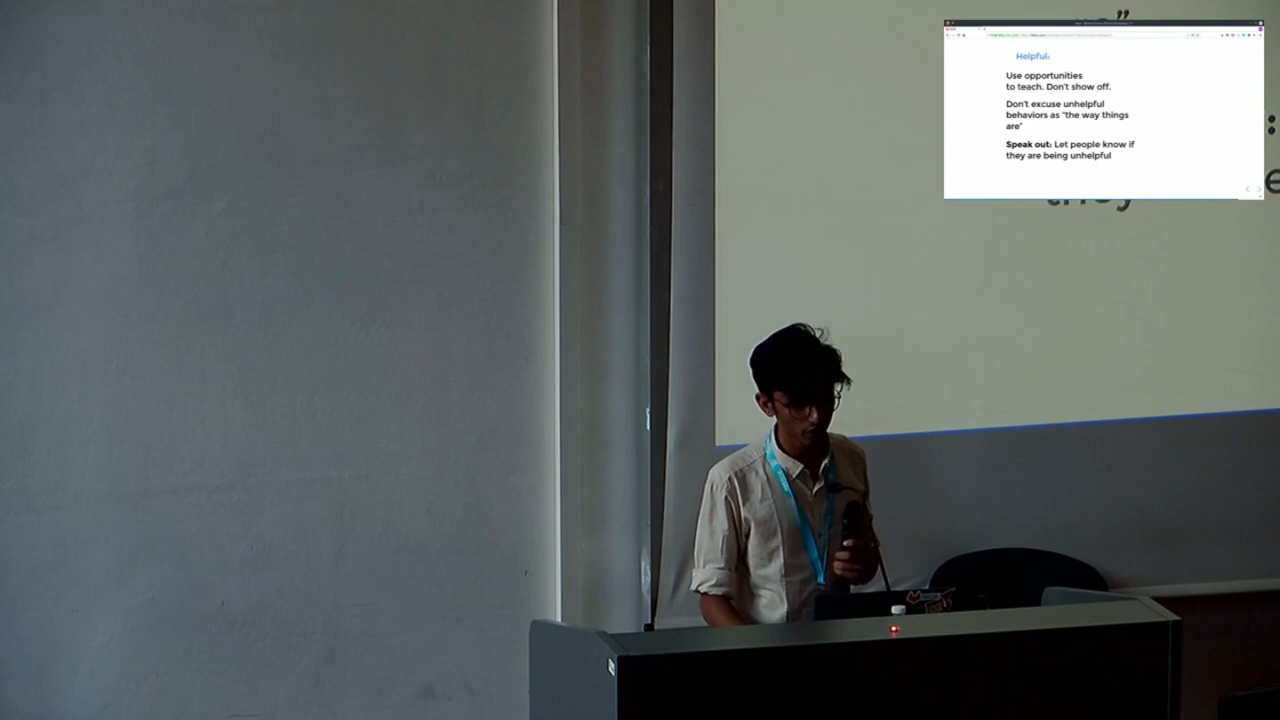 Helpful:
Use opportunities
to teach. Don't show off.
Don't excuse unhelpful
behaviors as "the way things
are"
Speak out: Let people know if
they are being unhelpful
they